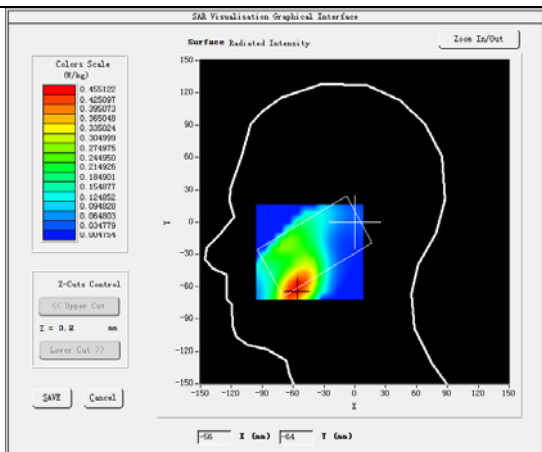 SAR Visualisation Graphical Interface
Surface Radiated Intensity
Zoom In/Out
Colors Scale
(W/kg)
0.455122
0.425097
0.395073
0.365048
0.335024
0.304999
0.274975
0.244950
0.214926
0.184901
0.154877
0.124852
0.094828
0.064803
0.034779
0.004754
Z-Cuts Control
<< Upper Cut
Z = 3.2 mm
Lower Cut >>
SAVE
Cancel
150
120
90
60
30
0
-30
-60
-90
-120
-150
Y
-150 -120 -90 -60 -30 0 30 60 90 120 150
X
-56 X (mm) -64 Y (mm)